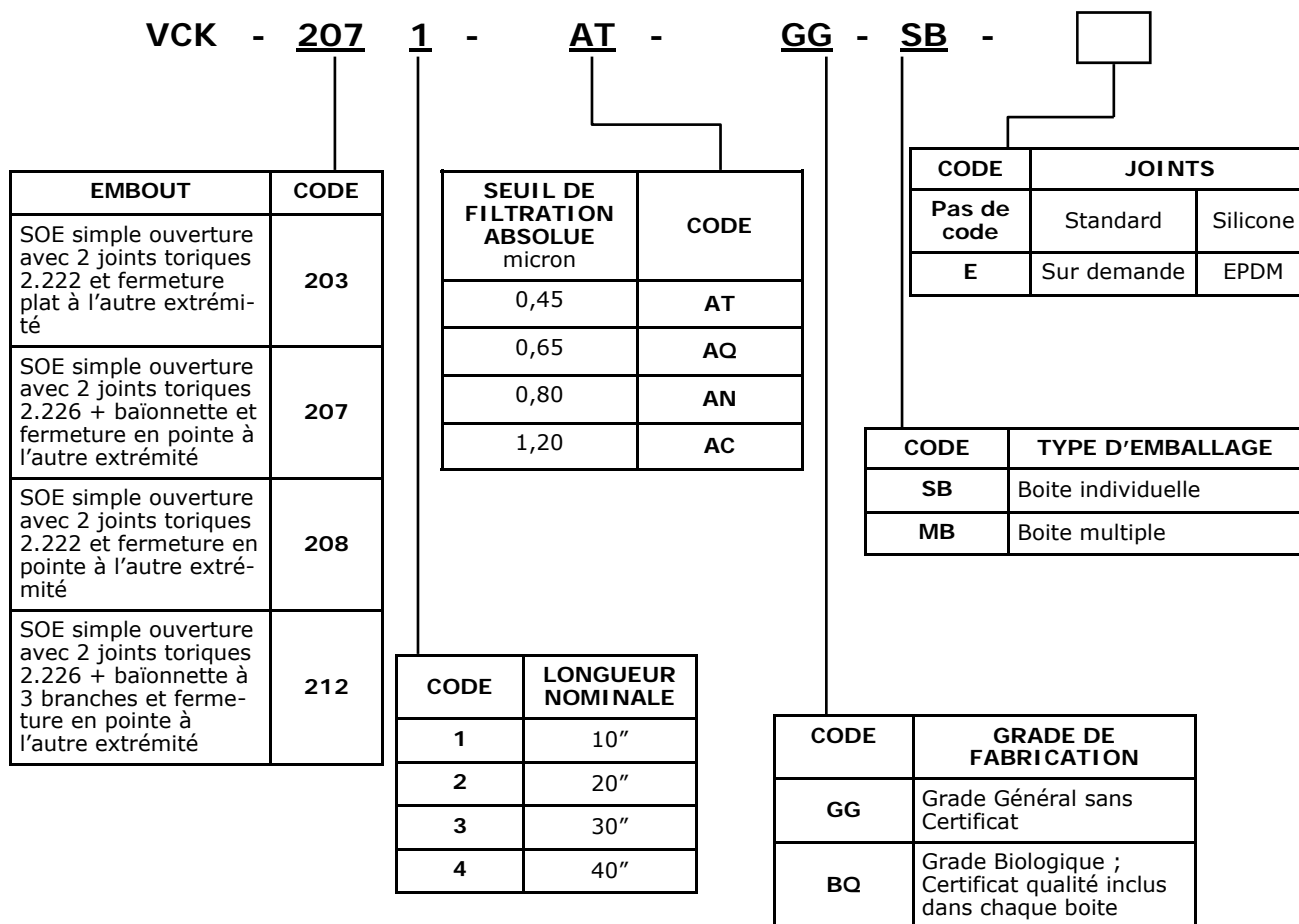 VCK - 207 1 - AT - GG - SB -
EMBOUT CODE
SOE simple ouverture
avec 2 joints toriques
2.222 et fermeture
plat à l’autre extrémi-
té
203
SOE simple ouverture
avec 2 joints toriques
2.226 + baïonnette et
fermeture en pointe à
l’autre extrémité
207
SOE simple ouverture
avec 2 joints toriques
2.222 et fermeture en
pointe à l’autre extré-
mité
208
SOE simple ouverture
avec 2 joints toriques
2.226 + baïonnette à
3 branches et ferme-
ture en pointe à
l’autre extrémité
212
CODE LONGUEUR
NOMINALE
1 10″
2 20″
3 30″
4 40″
SEUIL DE
FILTRATION
ABSOLUE
micron
CODE
0,45 AT
0,65 AQ
0,80 AN
1,20 AC
CODE GRADE DE
FABRICATION
GG
Grade Général sans
Certificat
BQ
Grade Biologique ;
Certificat qualité inclus
dans chaque boite
CODE TYPE D'EMBALLAGE
SB Boite individuelle
MB Boite multiple
CODE JOINTS
Pas de
code
Standard Silicone
E Sur demande EPDM